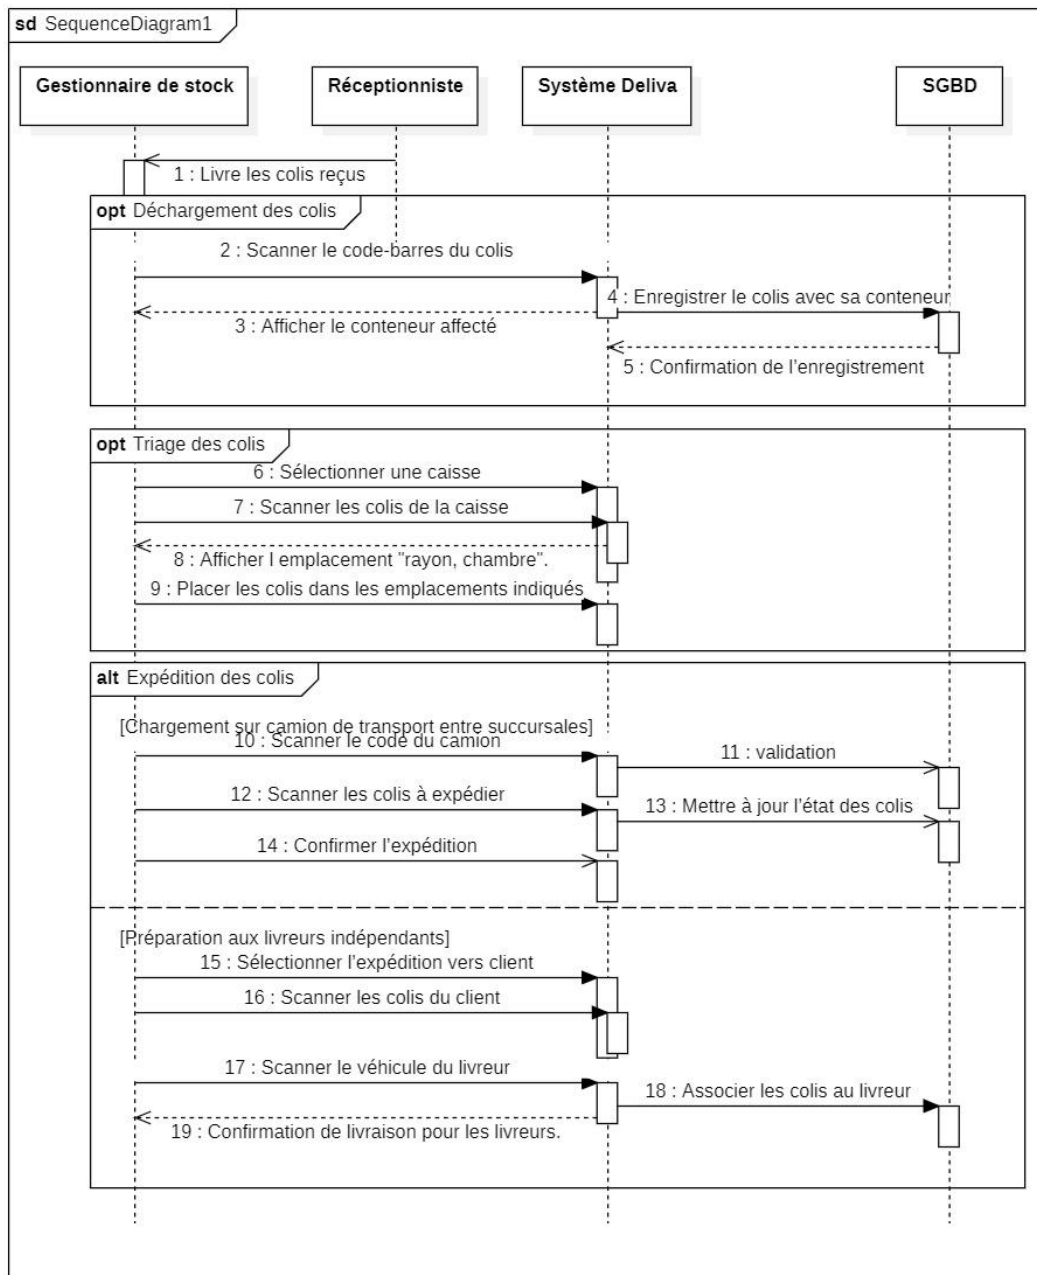 sd SequenceDiagram1
Gestionnaire de stock
Réceptionniste
Système Deliva
SGBD
1 : Livre les colis reçus
opt Déchargement des colis
2 : Scanner le code-barres du colis
4 : Enregistrer le colis avec sa conteneur
3 : Afficher le conteneur affecté
5 : Confirmation de l'enregistrement
opt Triage des colis
6 : Sélectionner une caisse
7 : Scanner les colis de la caisse
8 : Afficher l emplacement "rayon, chambre".
9 : Placer les colis dans les emplacements indiqués
alt Expédition des colis
[Chargement sur camion de transport entre succursales]
10 : Scanner le code du camion
11 : validation
12 : Scanner les colis à expédier
13 : Mettre à jour l'état des colis
14 : Confirmer l'expédition
[Préparation aux livreurs indépendants]
15 : Sélectionner l'expédition vers client
16 : Scanner les colis du client
17 : Scanner le véhicule du livreur
18 : Associer les colis au livreur
19 : Confirmation de livraison pour les livreurs.